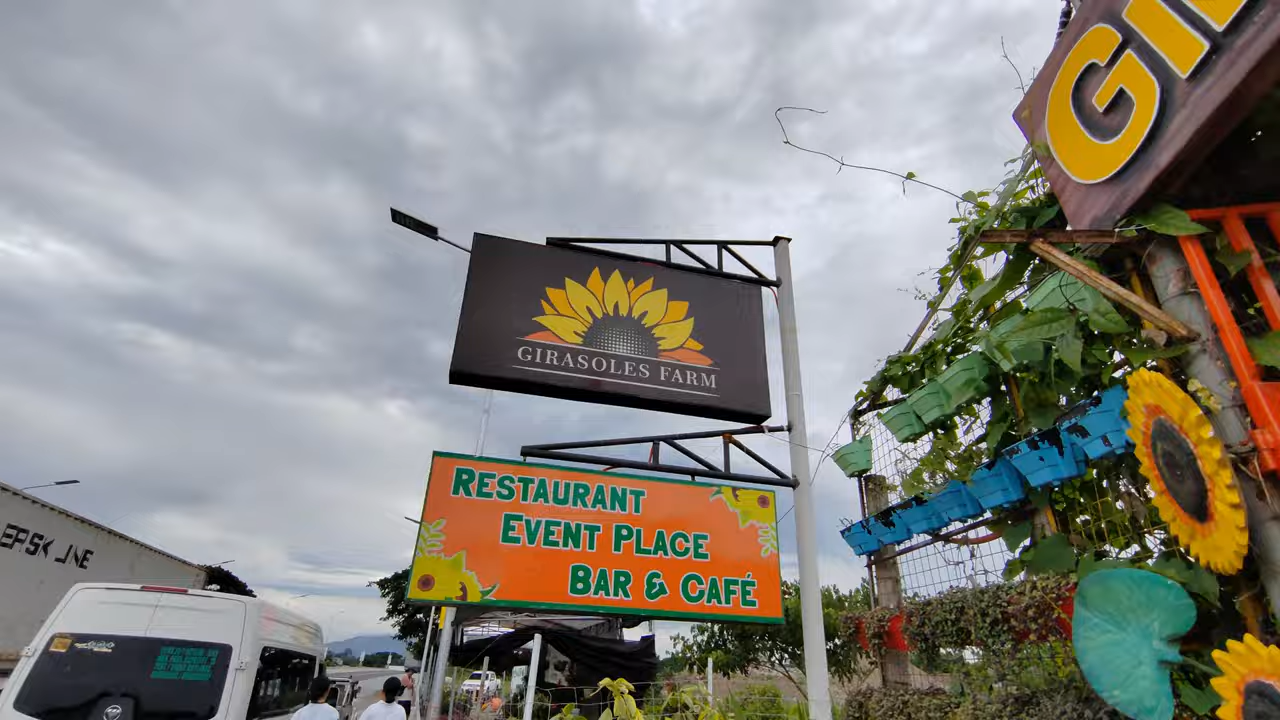 GIRASOLES FARM
RESTAURANT
EVENT PLACE
BAR & CAFÉ
GI